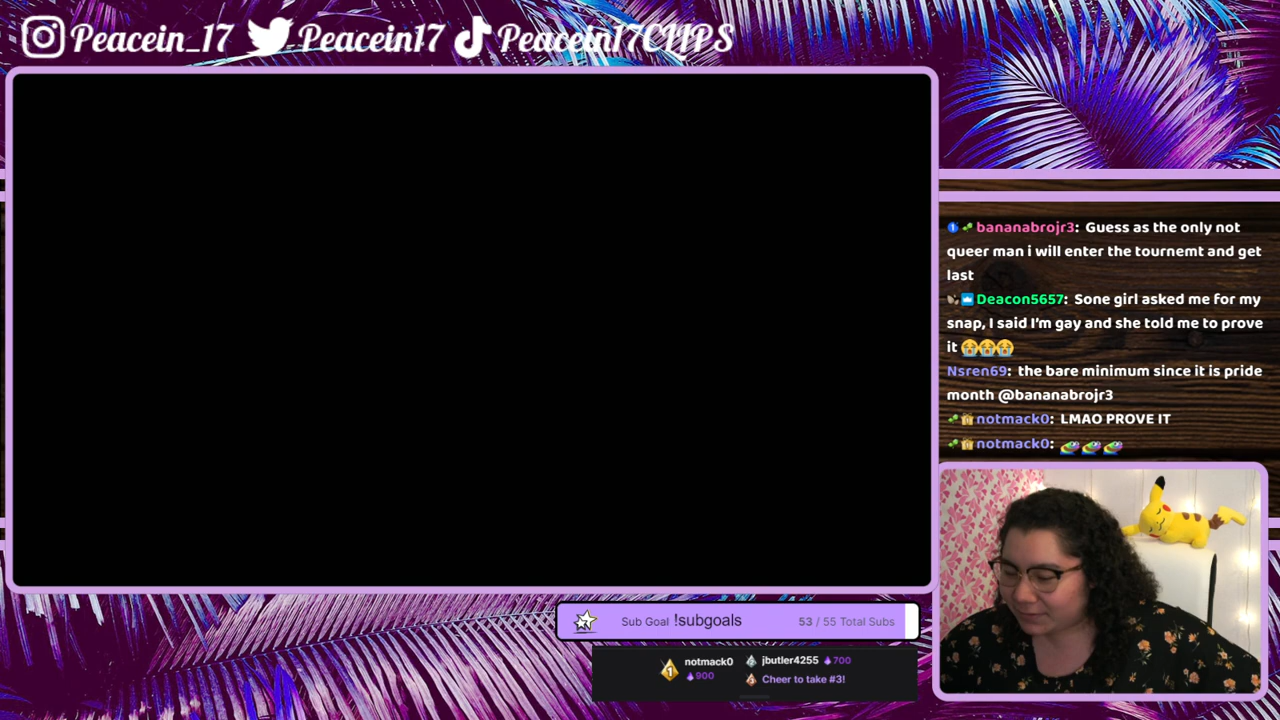 Peacein_17 Peacein17 Peacein17ClIPS
bananabrojr3: Guess as the only not
queer man i will enter the tournemt and get
last
Deacon5657: Sone girl asked me for my
snap, I said I'm gay and she told me to prove
it 😭😭😭
Nsren69: the bare minimum since it is pride
month @bananabrojr3
notmack0: LMAO PROVE IT
notmack0:
Sub Goal !subgoals 53 / 55 Total Subs
1 notmack0 900
2 jbutler4255 700
3 Cheer to take #3!